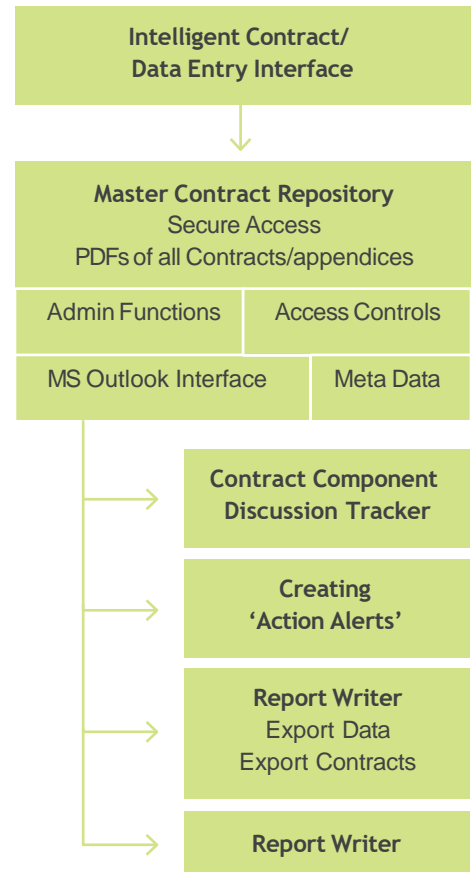 Intelligent Contract/
Data Entry Interface
Master Contract Repository
Secure Access
PDFs of all Contracts/appendices
Admin Functions
Access Controls
MS Outlook Interface
Meta Data
Contract Component
Discussion Tracker
Creating
‘Action Alerts’
Report Writer
Export Data
Export Contracts
Report Writer